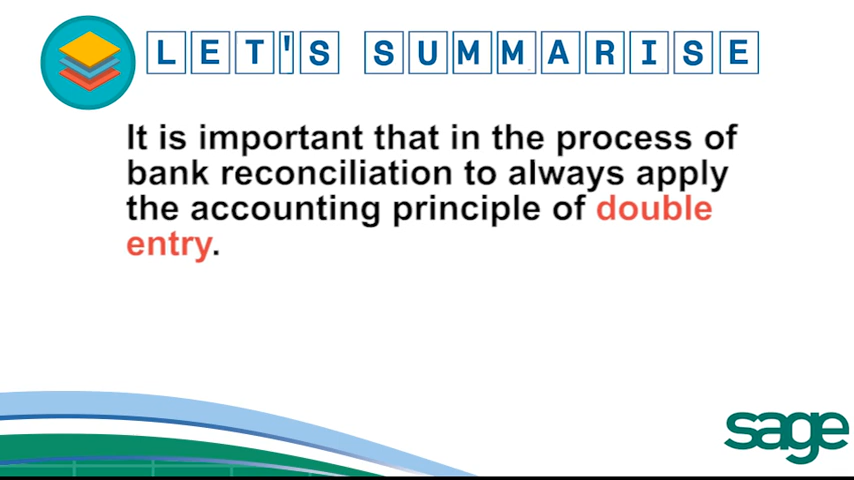 LET'S SUMMARISE
It is important that in the process of
bank reconciliation to always apply
the accounting principle of double
entry.
sage